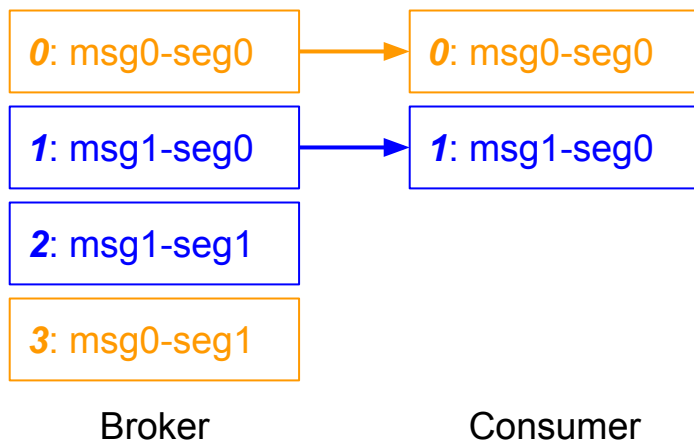 0: msg0-seg0
0: msg0-seg0
1: msg1-seg0
1: msg1-seg0
2: msg1-seg1
3: msg0-seg1
Broker
Consumer